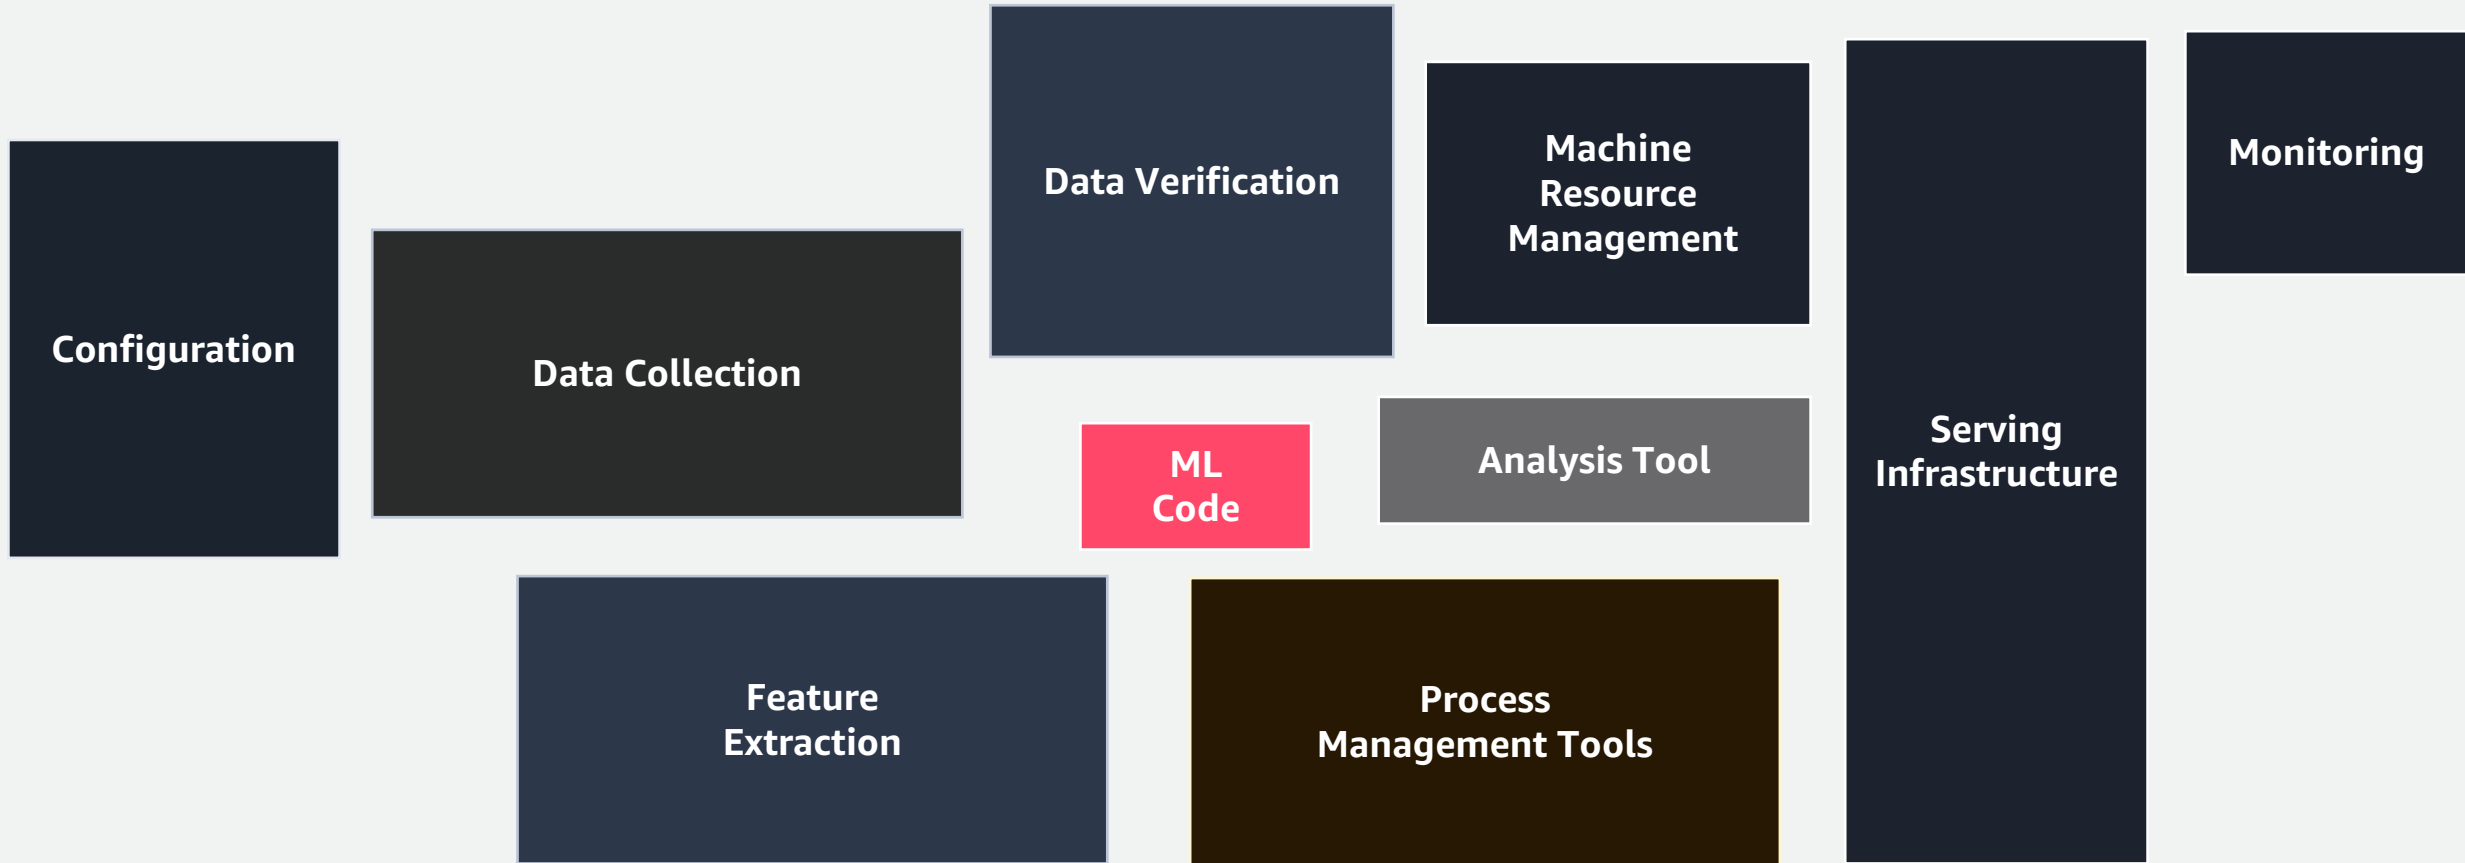 Configuration
Data Collection
Data Verification
Machine
Resource
Management
Monitoring
ML
Code
Analysis Tool
Serving
Infrastructure
Feature
Extraction
Process
Management Tools